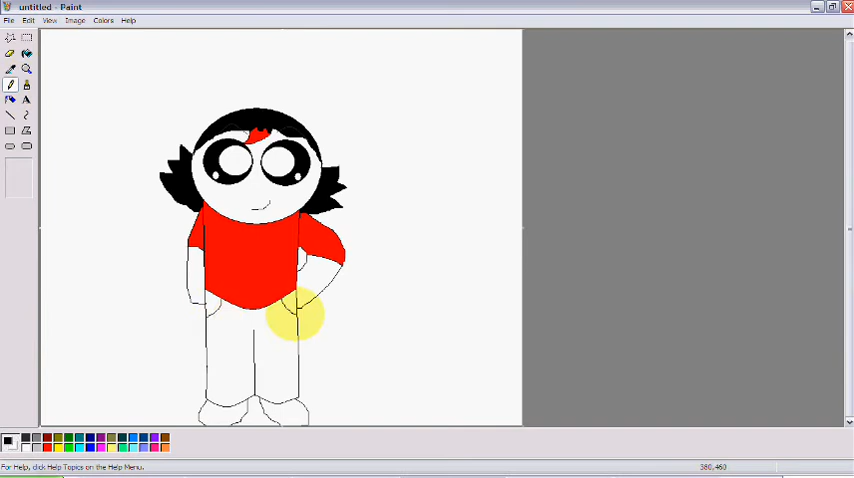 untitled - Paint
File Edit View Image Colors Help
A
For Help, click Help Topics on the Help Menu.
380,460